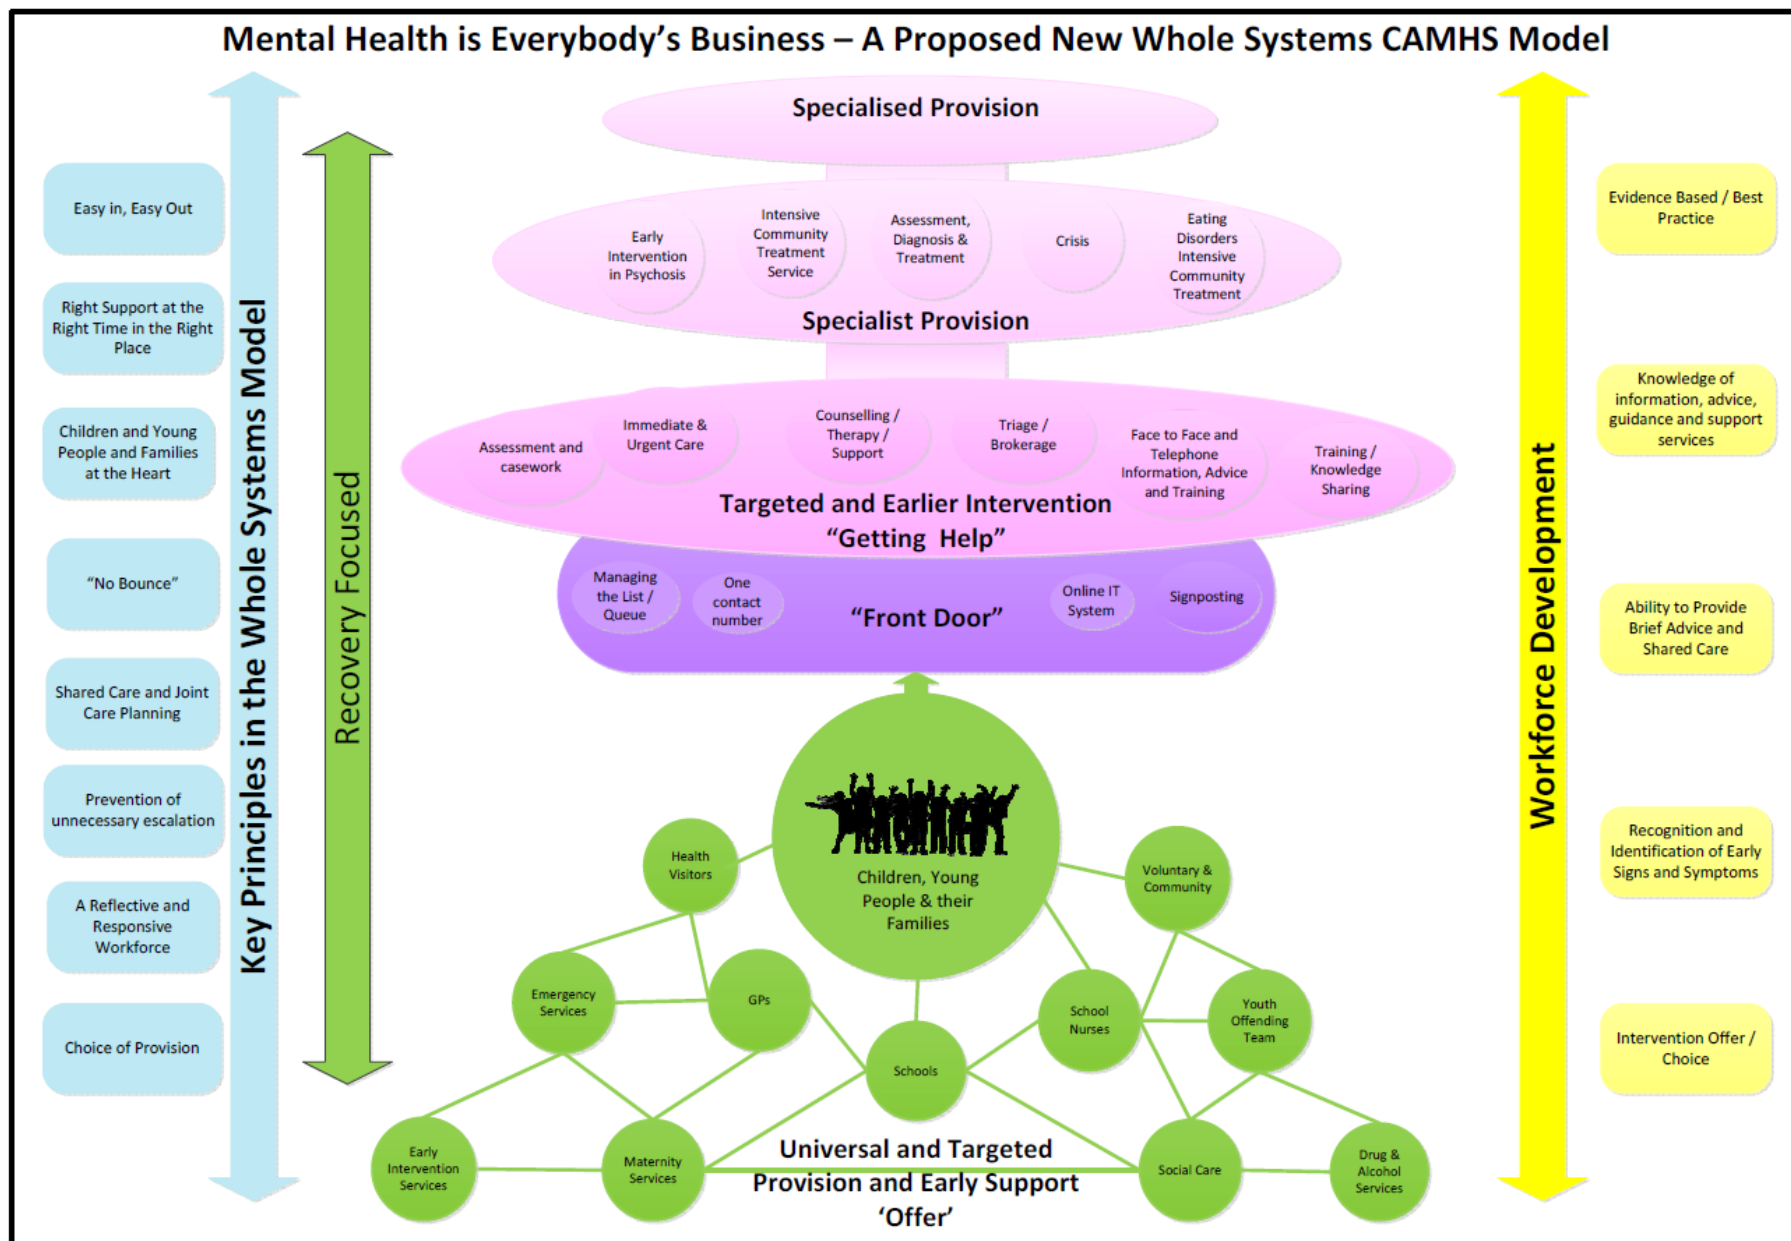 Mental Health is Everybody's Business – A Proposed New Whole Systems CAMHS Model
Key Principles in the Whole Systems Model
Easy in, Easy Out
Right Support at the
Right Time in the Right
Place
Children and Young
People and Families
at the Heart
“No Bounce”
Shared Care and Joint
Care Planning
Prevention of
unnecessary escalation
A Reflective and
Responsive
Workforce
Choice of Provision
Recovery Focused
Specialised Provision
Early
Intervention
in Psychosis
Intensive
Community
Treatment
Service
Assessment,
Diagnosis &
Treatment
Crisis
Eating
Disorders
Intensive
Community
Treatment
Specialist Provision
Assessment and
casework
Immediate &
Urgent Care
Counselling /
Therapy /
Support
Triage /
Brokerage
Face to Face and
Telephone
Information, Advice
and Training
Training /
Knowledge
Sharing
Targeted and Earlier Intervention
“Getting Help”
Managing
the List /
Queue
One
contact
number
“Front Door”
Online IT
System
Signposting
Children, Young
People & their
Families
Health
Visitors
Voluntary &
Community
Emergency
Services
GPs
School
Nurses
Youth
Offending
Team
Schools
Early
Intervention
Services
Maternity
Services
Social Care
Drug &
Alcohol
Services
Universal and Targeted
Provision and Early Support
‘Offer’
Workforce Development
Evidence Based / Best
Practice
Knowledge of
information, advice,
guidance and support
services
Ability to Provide
Brief Advice and
Shared Care
Recognition and
Identification of Early
Signs and Symptoms
Intervention Offer /
Choice